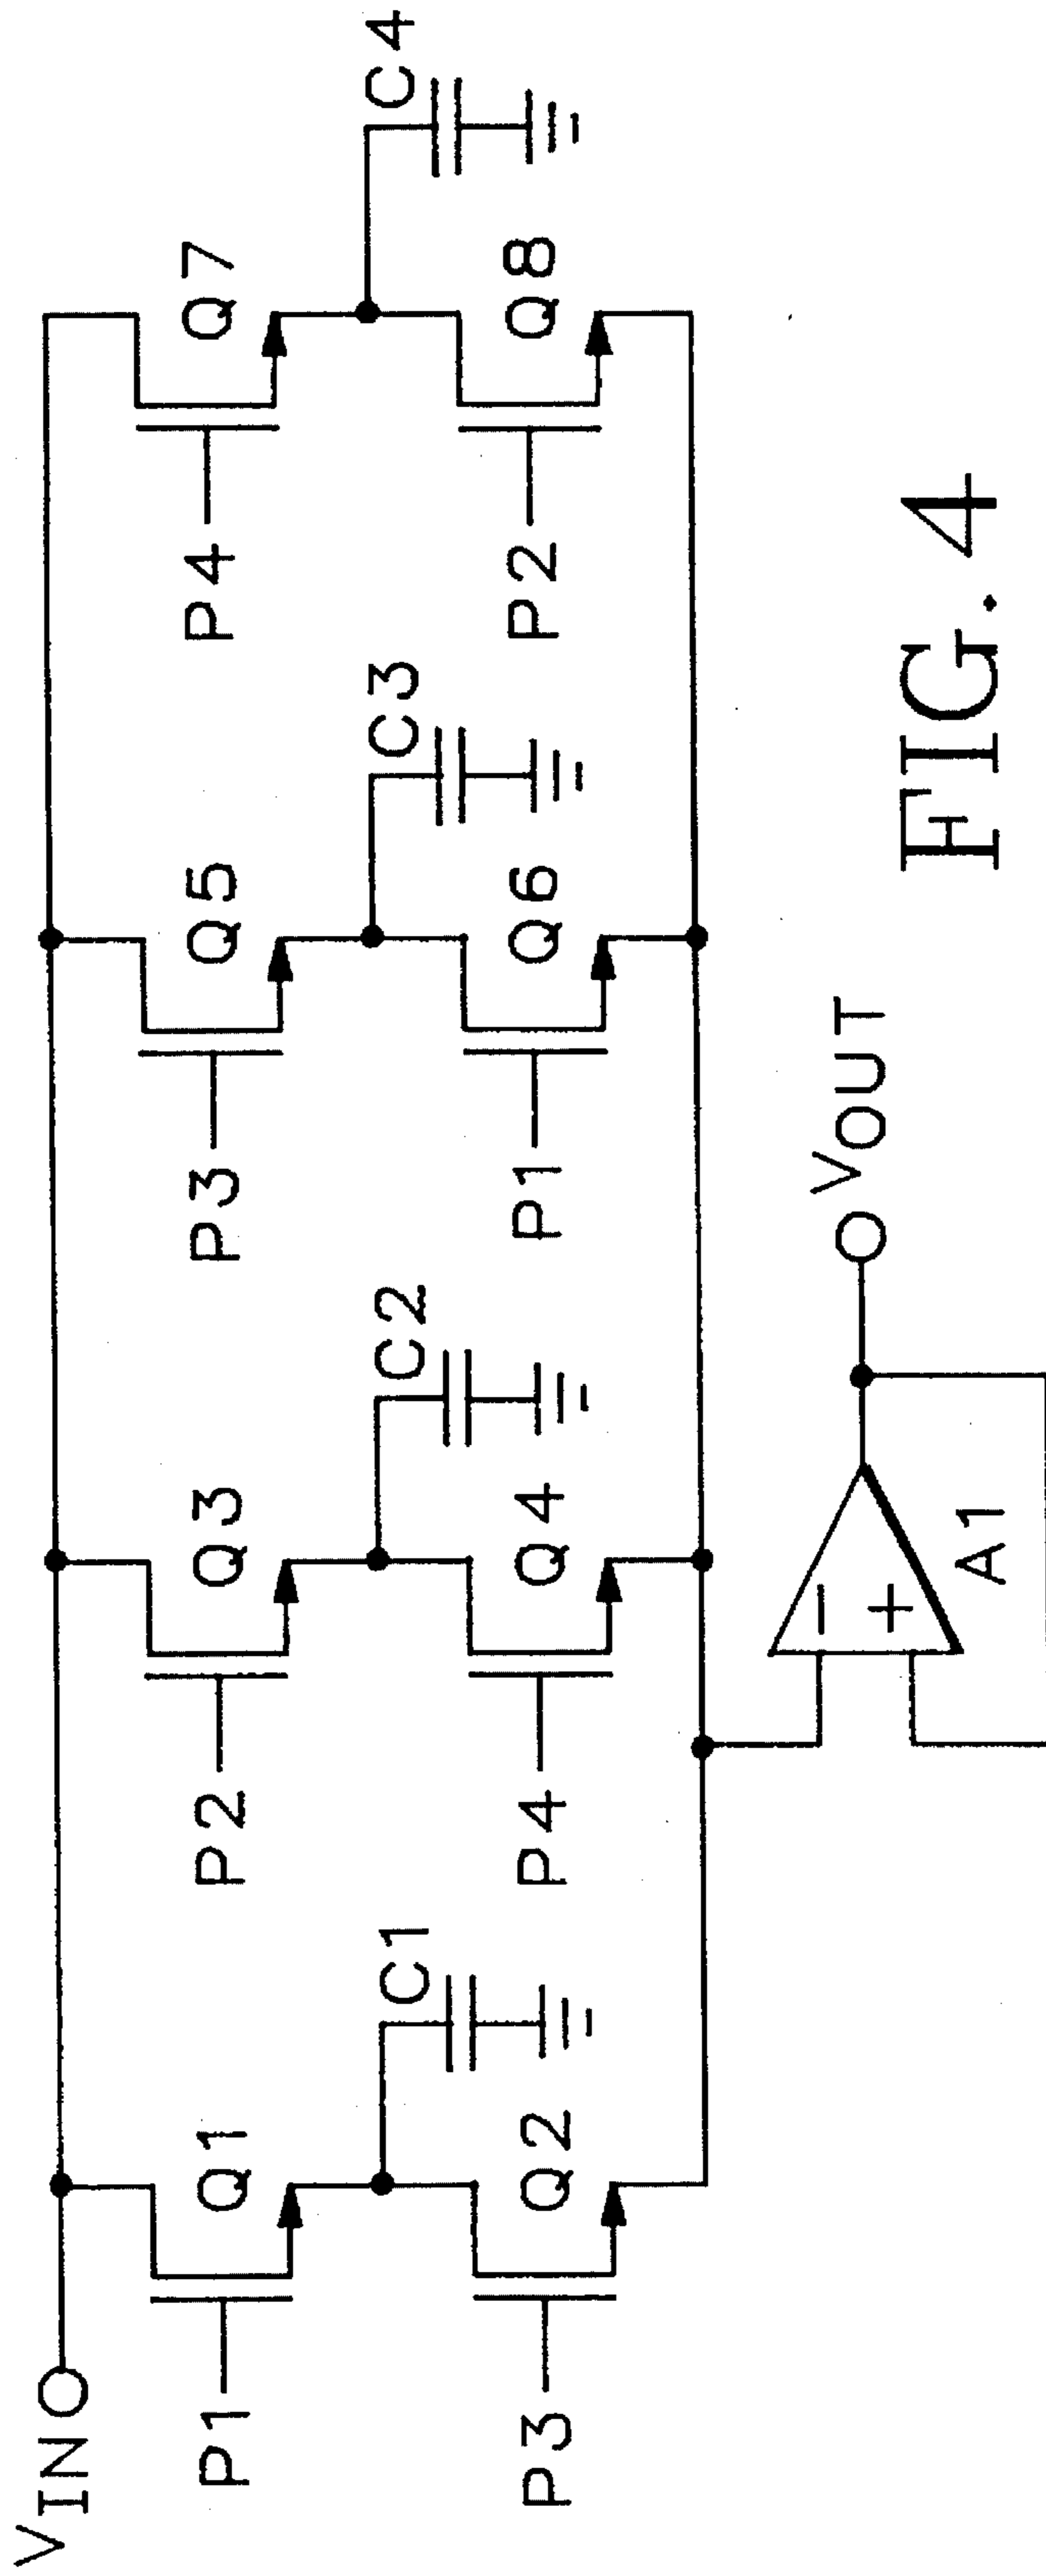 VIN
P1 Q1 P2 Q3 P3 Q5 P4 Q7
C1 C2 C3 C4
P3 Q2 P4 Q4 P1 Q6 P2 Q8
−
+
A1
VOUT
FIG. 4